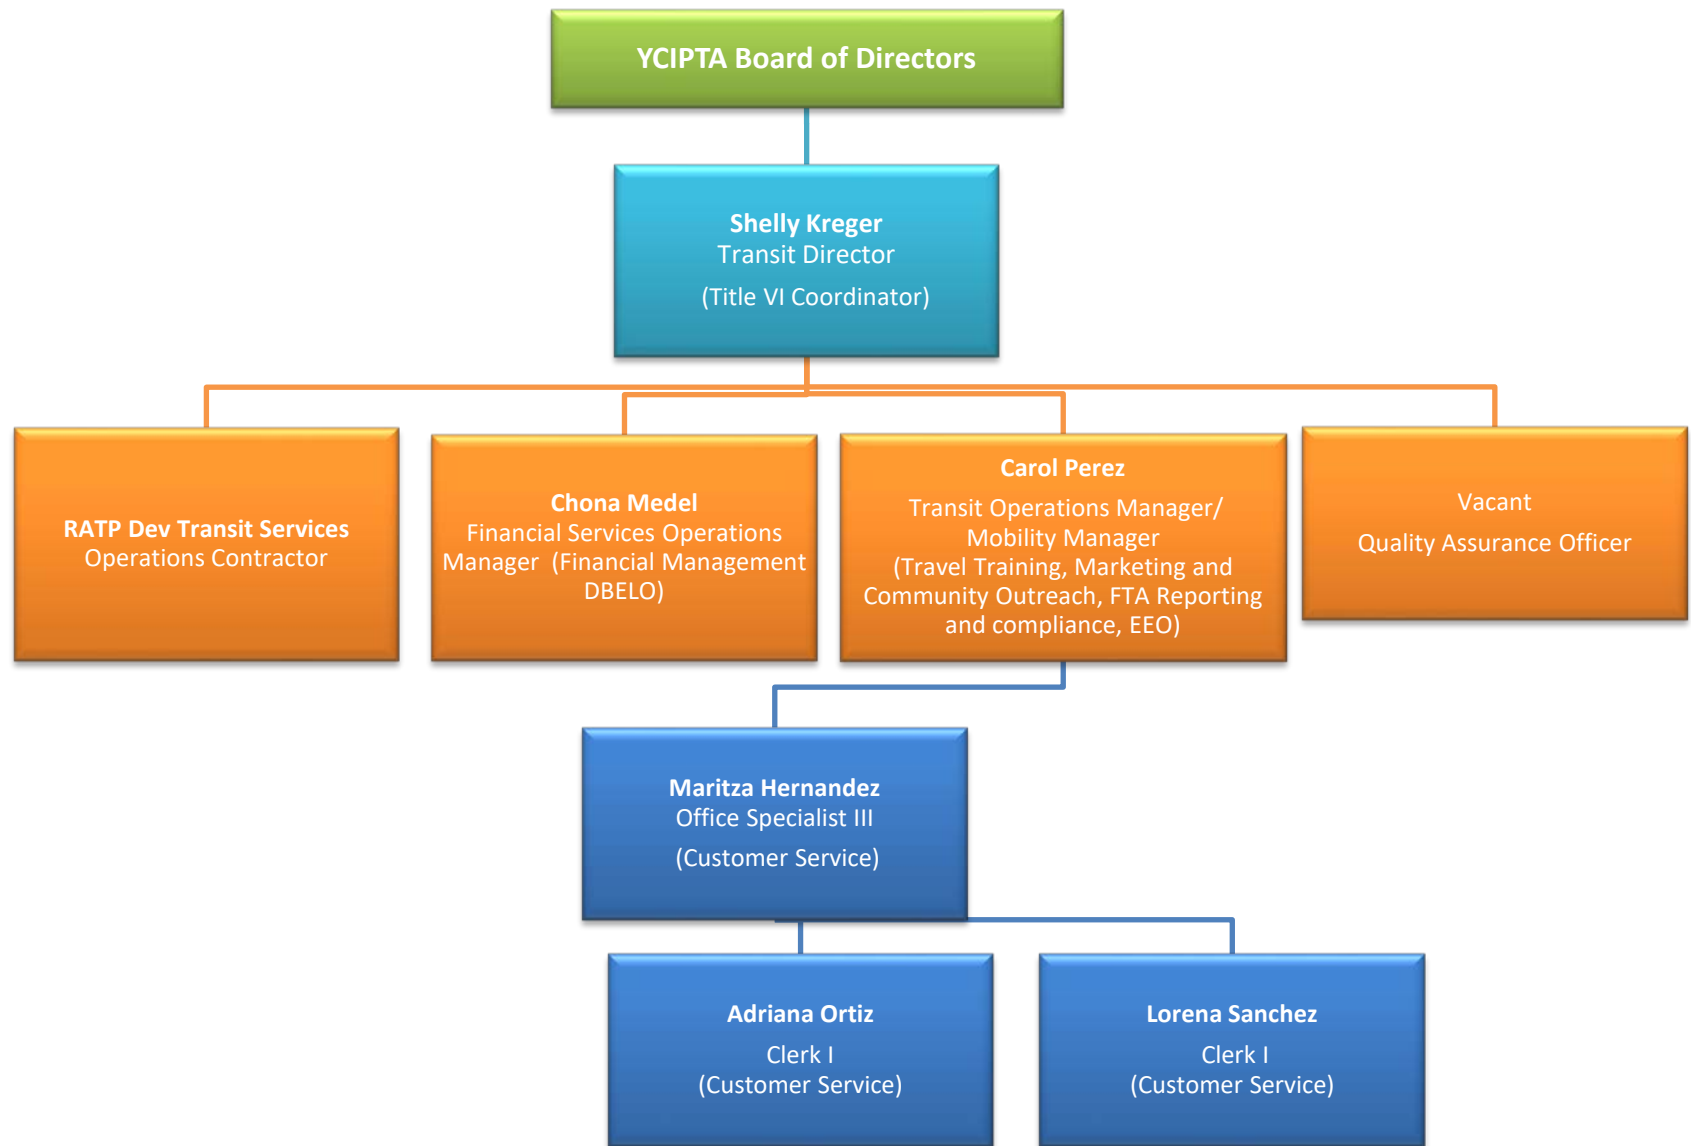 YCIPTA Board of Directors
Shelly Kreger
Transit Director
(Title VI Coordinator)
RATP Dev Transit Services
Operations Contractor
Chona Medel
Financial Services Operations
Manager  (Financial Management
DBELO)
Carol Perez
Transit Operations Manager/
Mobility Manager
(Travel Training, Marketing and
Community Outreach, FTA Reporting
and compliance, EEO)
Vacant
Quality Assurance Officer
Maritza Hernandez
Office Specialist III
(Customer Service)
Adriana Ortiz
Clerk I
(Customer Service)
Lorena Sanchez
Clerk I
(Customer Service)